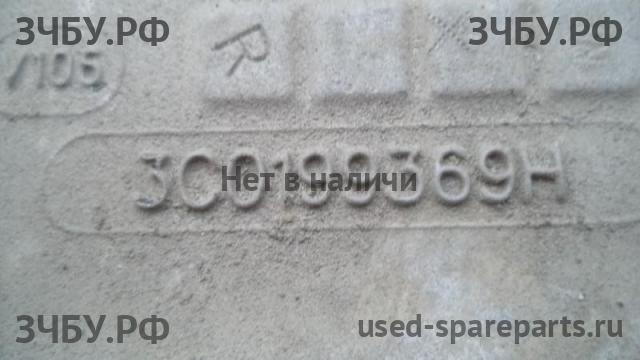 ЗЧБУ.РФ
ЗЧБУ.РФ
R
/105
3C0199369H
Нет в наличи
ЗЧБУ.РФ
used-spareparts.ru